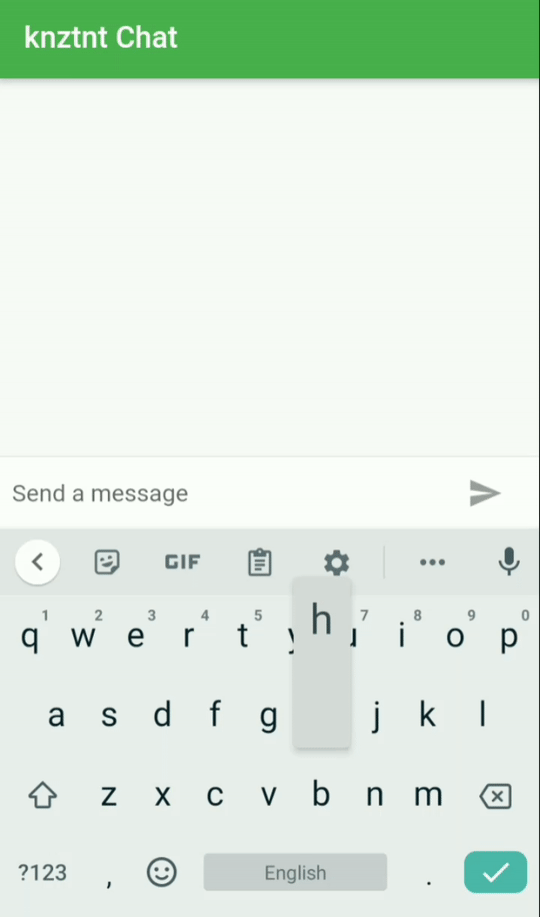 knztnt Chat
Send a message
GIF
1 2 3 4 5 7 8 9 0
q w e r t h i o p
a s d f g j k l
z x c v b n m
?123 , English .